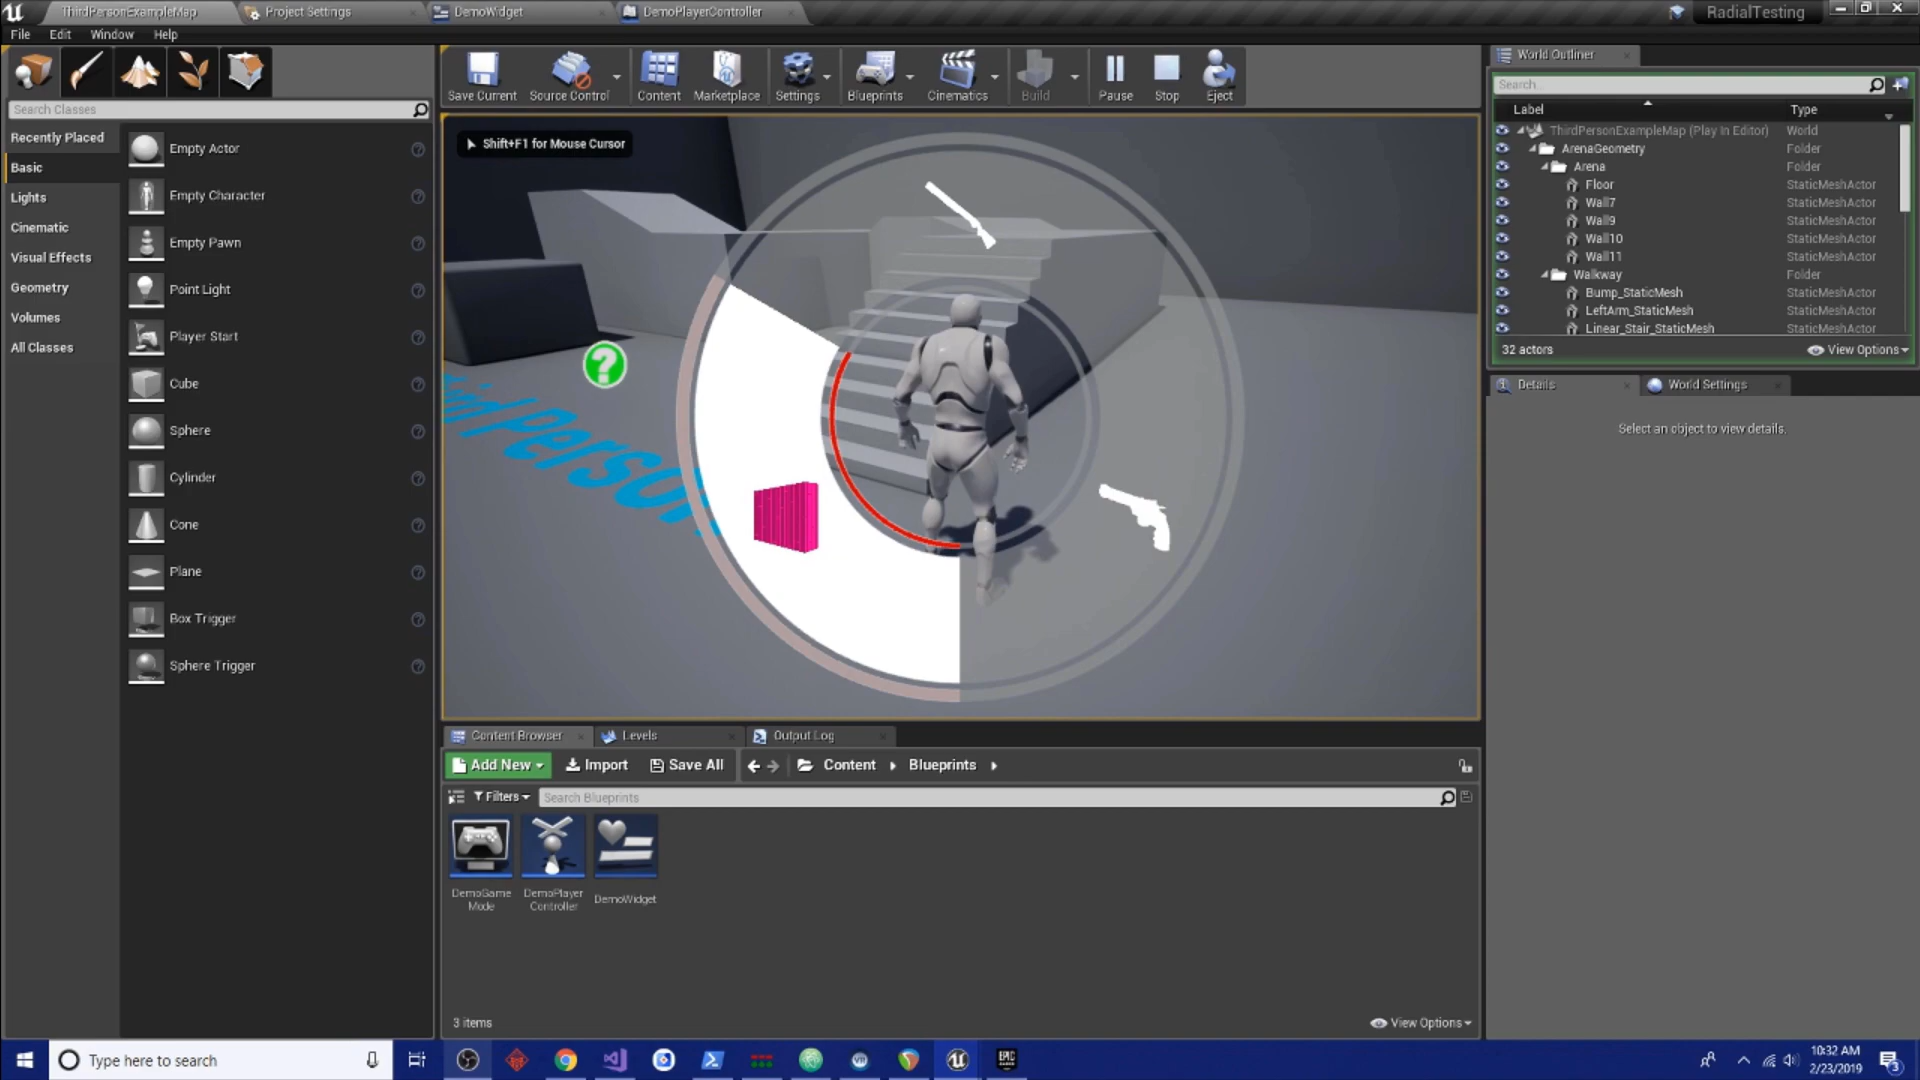 ThirdPersonExampleMap
Project Settings
DemoWidget
DemoPlayerController
RadialTesting
File
Edit
Window
Help
Search Classes
Recently Placed
Basic
Lights
Cinematic
Visual Effects
Geometry
Volumes
All Classes
Empty Actor
Empty Character
Empty Pawn
Point Light
Player Start
Cube
Sphere
Cylinder
Cone
Plane
Box Trigger
Sphere Trigger
Save Current
Source Control
Content
Marketplace
Settings
Blueprints
Cinematics
Build
Pause
Stop
Eject
Shift+F1 for Mouse Cursor
Person
World Outliner
Search...
Label
Type
ThirdPersonExampleMap (Play In Editor)
World
ArenaGeometry
Folder
Arena
Folder
Floor
StaticMeshActor
Wall7
StaticMeshActor
Wall9
StaticMeshActor
Wall10
StaticMeshActor
Wall11
StaticMeshActor
Walkway
Folder
Bump_StaticMesh
StaticMeshActor
LeftArm_StaticMesh
StaticMeshActor
Linear_Stair_StaticMesh
StaticMeshActor
32 actors
View Options
Details
World Settings
Select an object to view details.
Content Browser
Levels
Output Log
Add New
Import
Save All
Content
Blueprints
Filters
Search Blueprints
DemoGame
Mode
DemoPlayer
Controller
DemoWidget
3 items
View Options
Type here to search
EPIC
GAMES
10:32 AM
2/23/2019
3